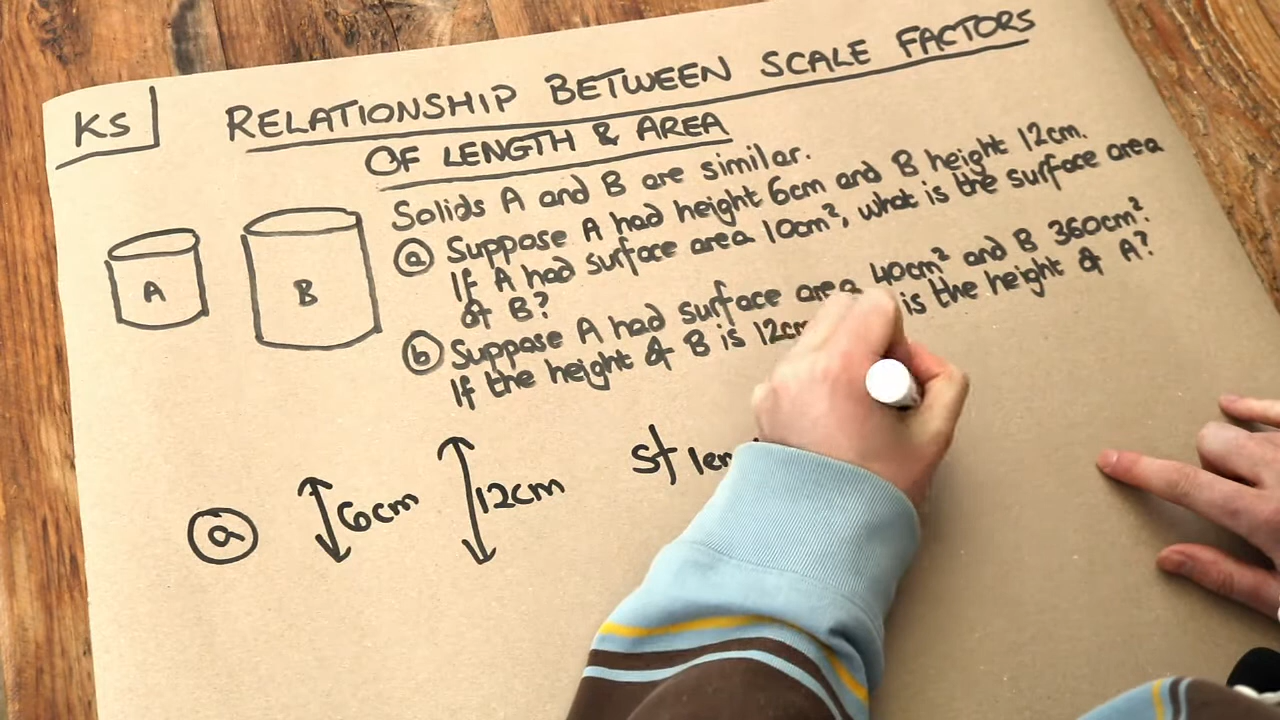 KS
RELATIONSHIP BETWEEN SCALE FACTORS
OF LENGTH & AREA
Solids A and B are similar.
ⓐ Suppose A had height 6cm and B height 12cm.
If A had surface area 10cm², what is the surface area
of B?
ⓑ Suppose A had surface area 40cm² and B 360cm².
If the height of B is 12cm is the height of A?
A
B
ⓐ 6cm 12cm sf